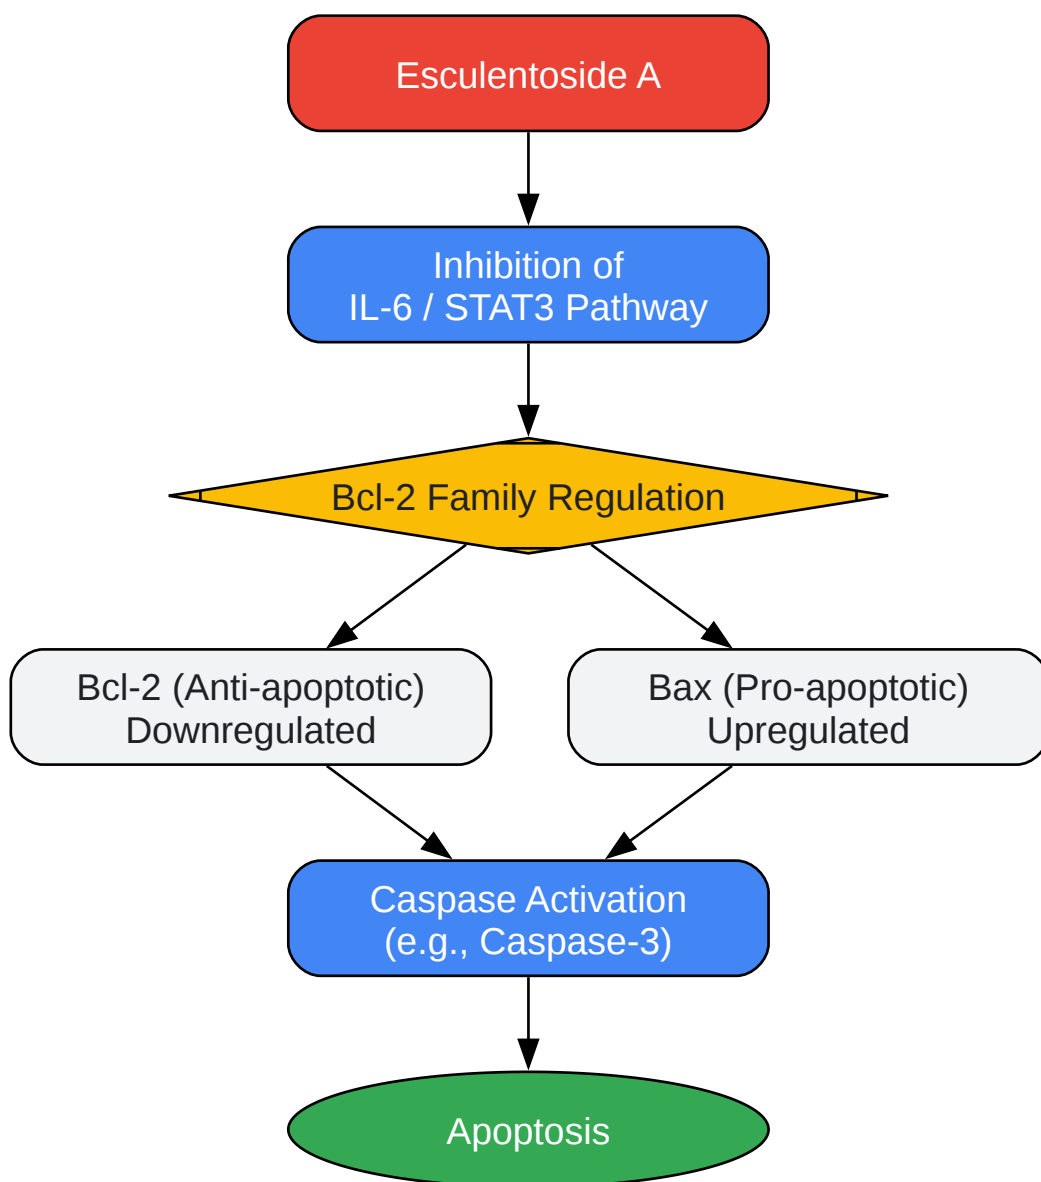 Esculentoside A
Inhibition of
IL-6 / STAT3 Pathway
Bcl-2 Family Regulation
Bcl-2 (Anti-apoptotic)
Downregulated
Bax (Pro-apoptotic)
Upregulated
Caspase Activation
(e.g., Caspase-3)
Apoptosis